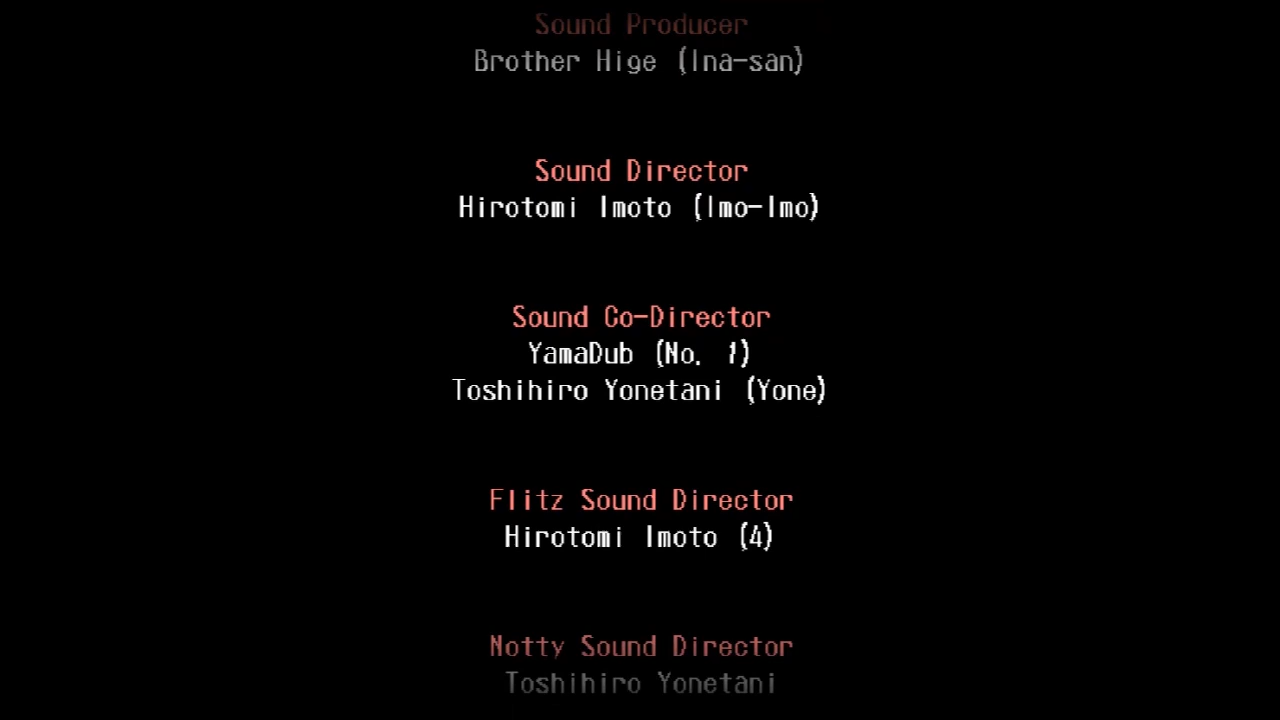 Sound Producer
Brother Hige (Ina-san)
Sound Director
Hirotomi Imoto (Imo-Imo)
Sound Co-Director
YamaDub (No. 1)
Toshihiro Yonetani (Yone)
Flitz Sound Director
Hirotomi Imoto (4)
Notty Sound Director
Toshihiro Yonetani